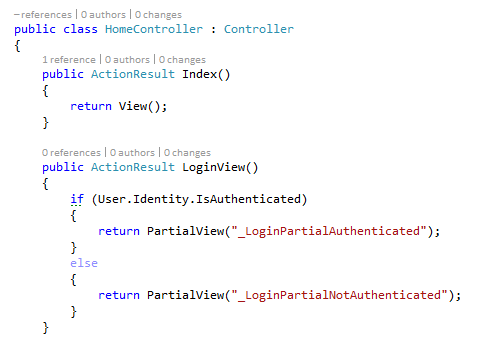 – references | 0 authors | 0 changes
public class HomeController : Controller
{
1 reference | 0 authors | 0 changes
public ActionResult Index()
{
return View();
}
0 references | 0 authors | 0 changes
public ActionResult LoginView()
{
if (User.Identity.IsAuthenticated)
{
return PartialView("_LoginPartialAuthenticated");
}
else
{
return PartialView("_LoginPartialNotAuthenticated");
}
}